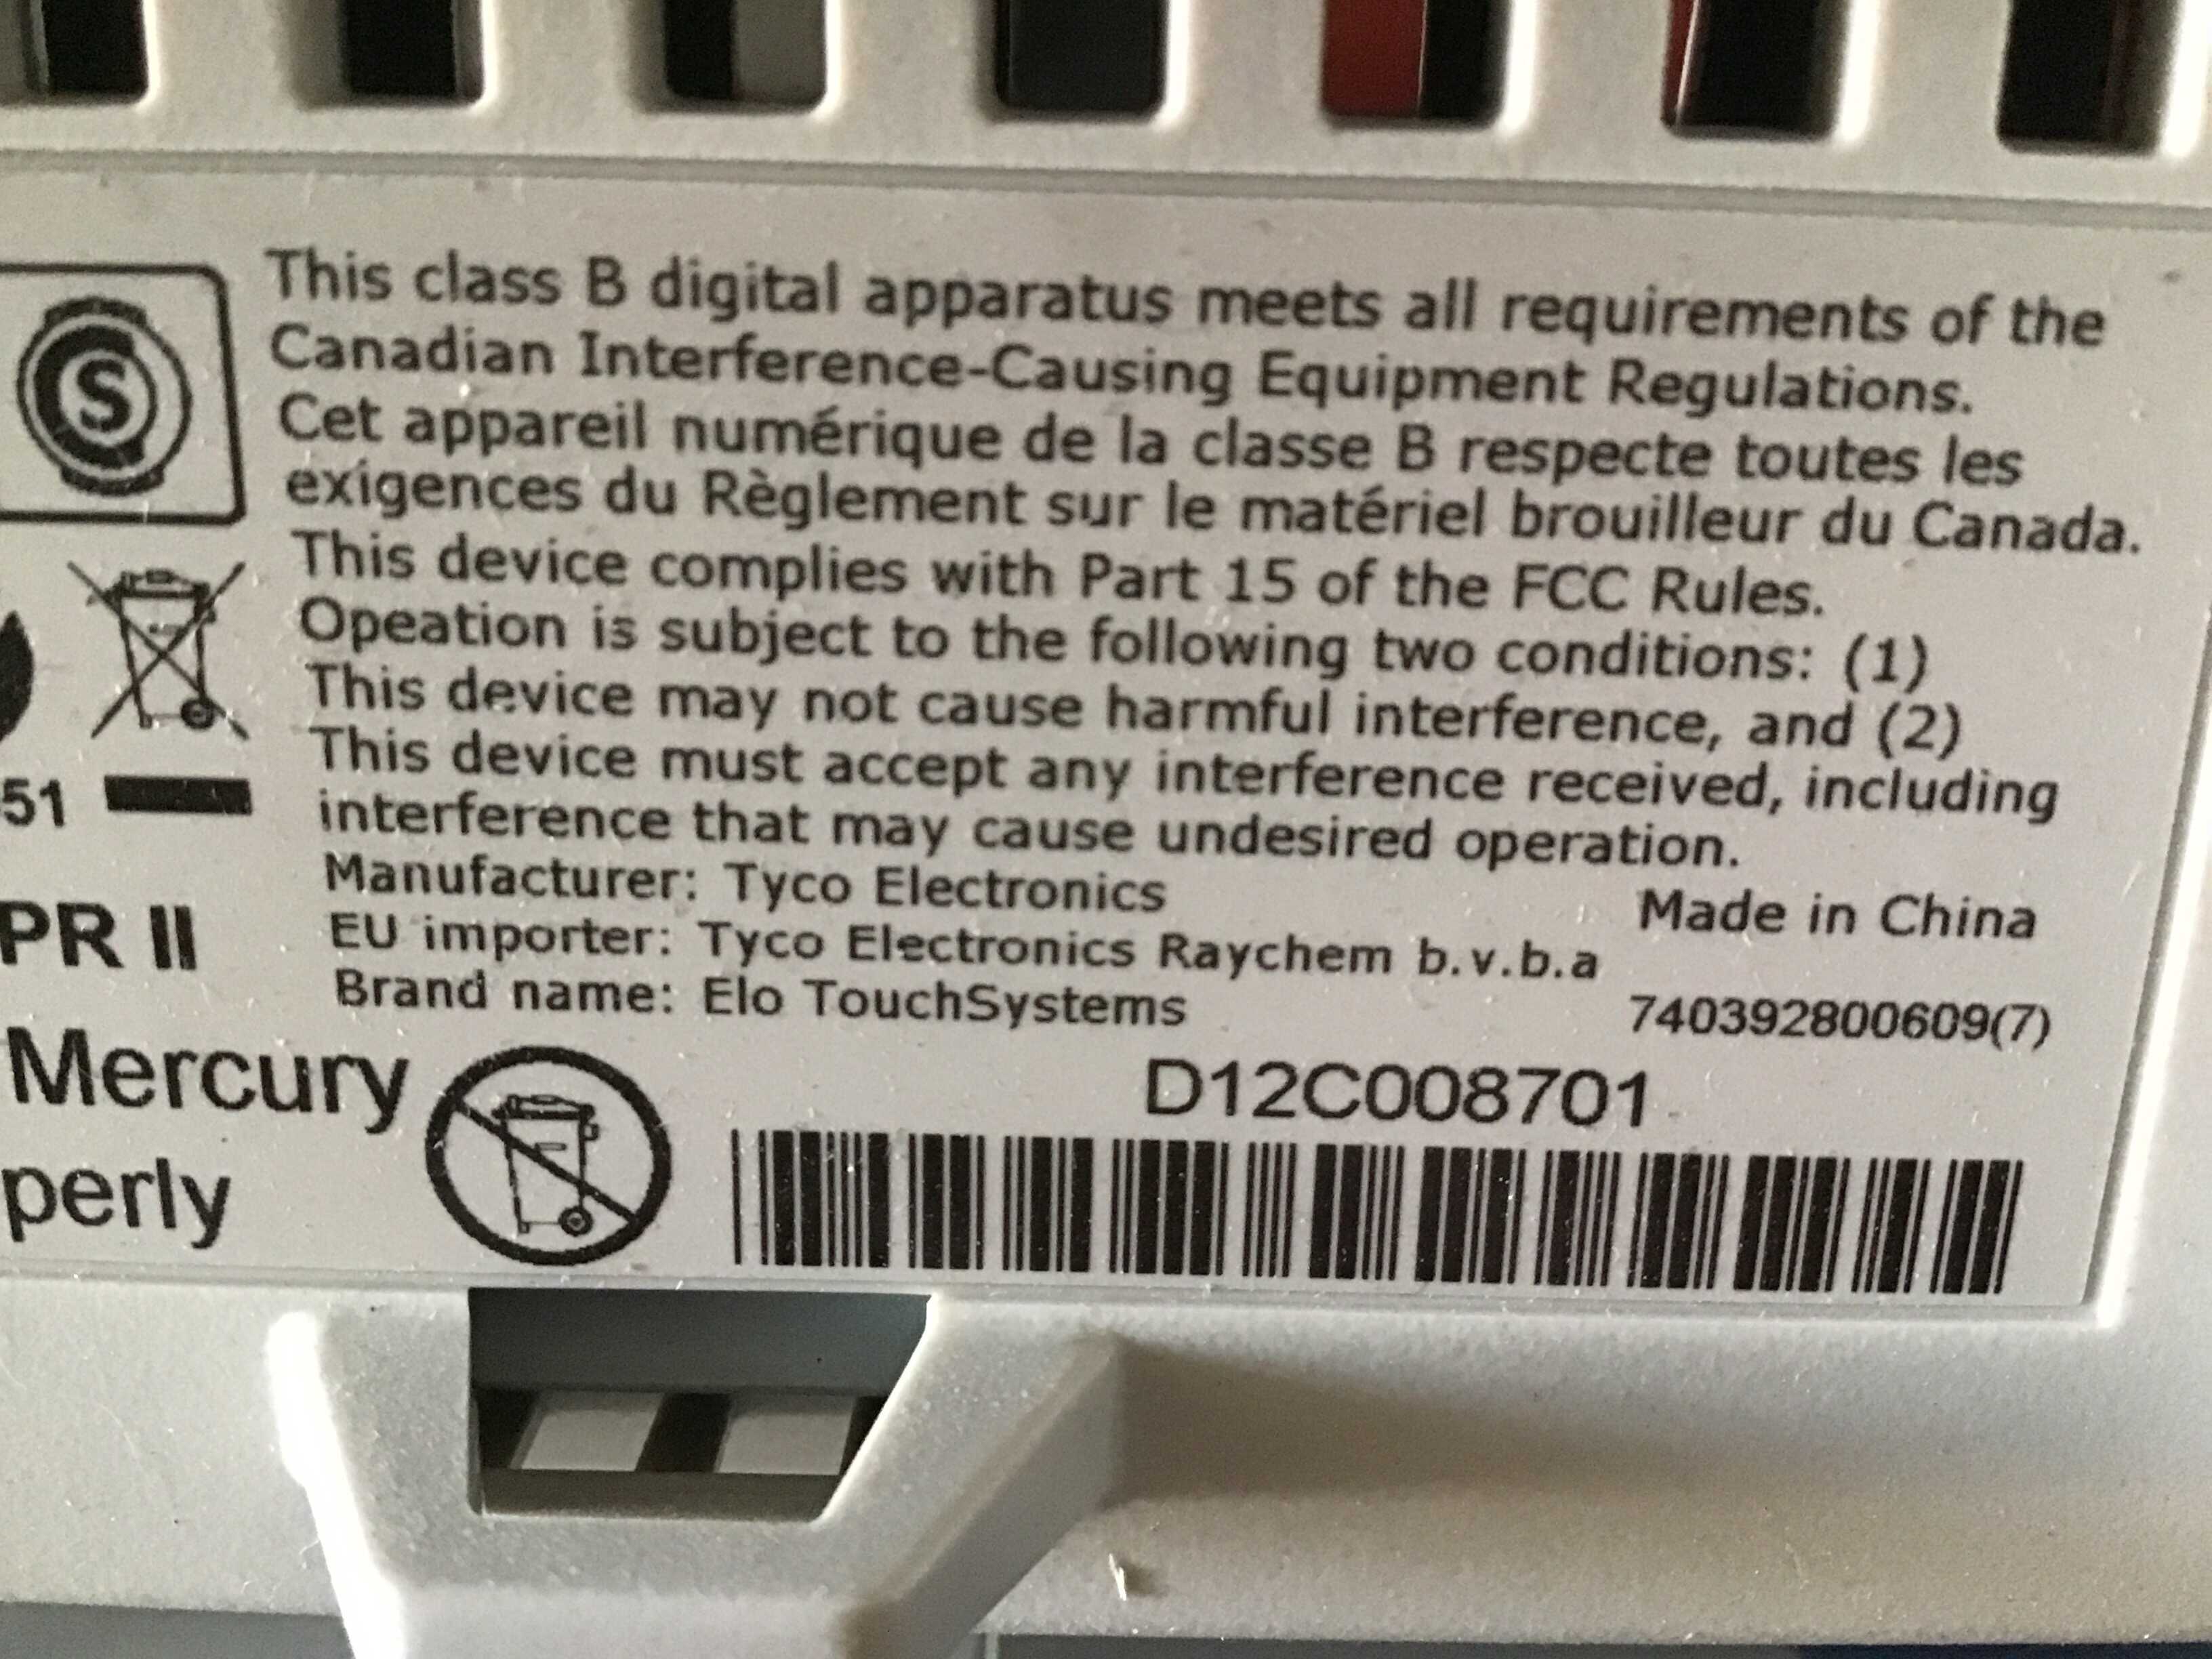 S
This class B digital apparatus meets all requirements of the
Canadian Interference-Causing Equipment Regulations.
Cet appareil numérique de la classe B respecte toutes les
exigences du Règlement sur le matériel brouilleur du Canada.
This device complies with Part 15 of the FCC Rules.
Opeation is subject to the following two conditions: (1)
This device may not cause harmful interference, and (2)
This device must accept any interference received, including
interference that may cause undesired operation.
Manufacturer: Tyco Electronics
Made in China
EU importer: Tyco Electronics Raychem b.v.b.a
Brand name: Elo TouchSystems
740392800609(7)
51
PR II
Mercury
perly
D12C008701